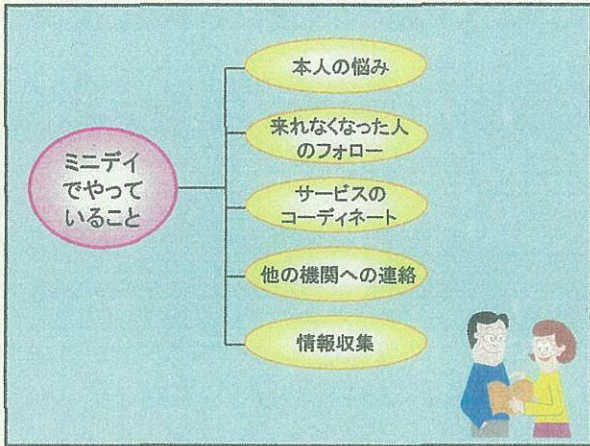 ミニデイ
でやって
いること
本人の悩み
来れなくなった人
のフォロー
サービスの
コーディネート
他の機関への連絡
情報収集